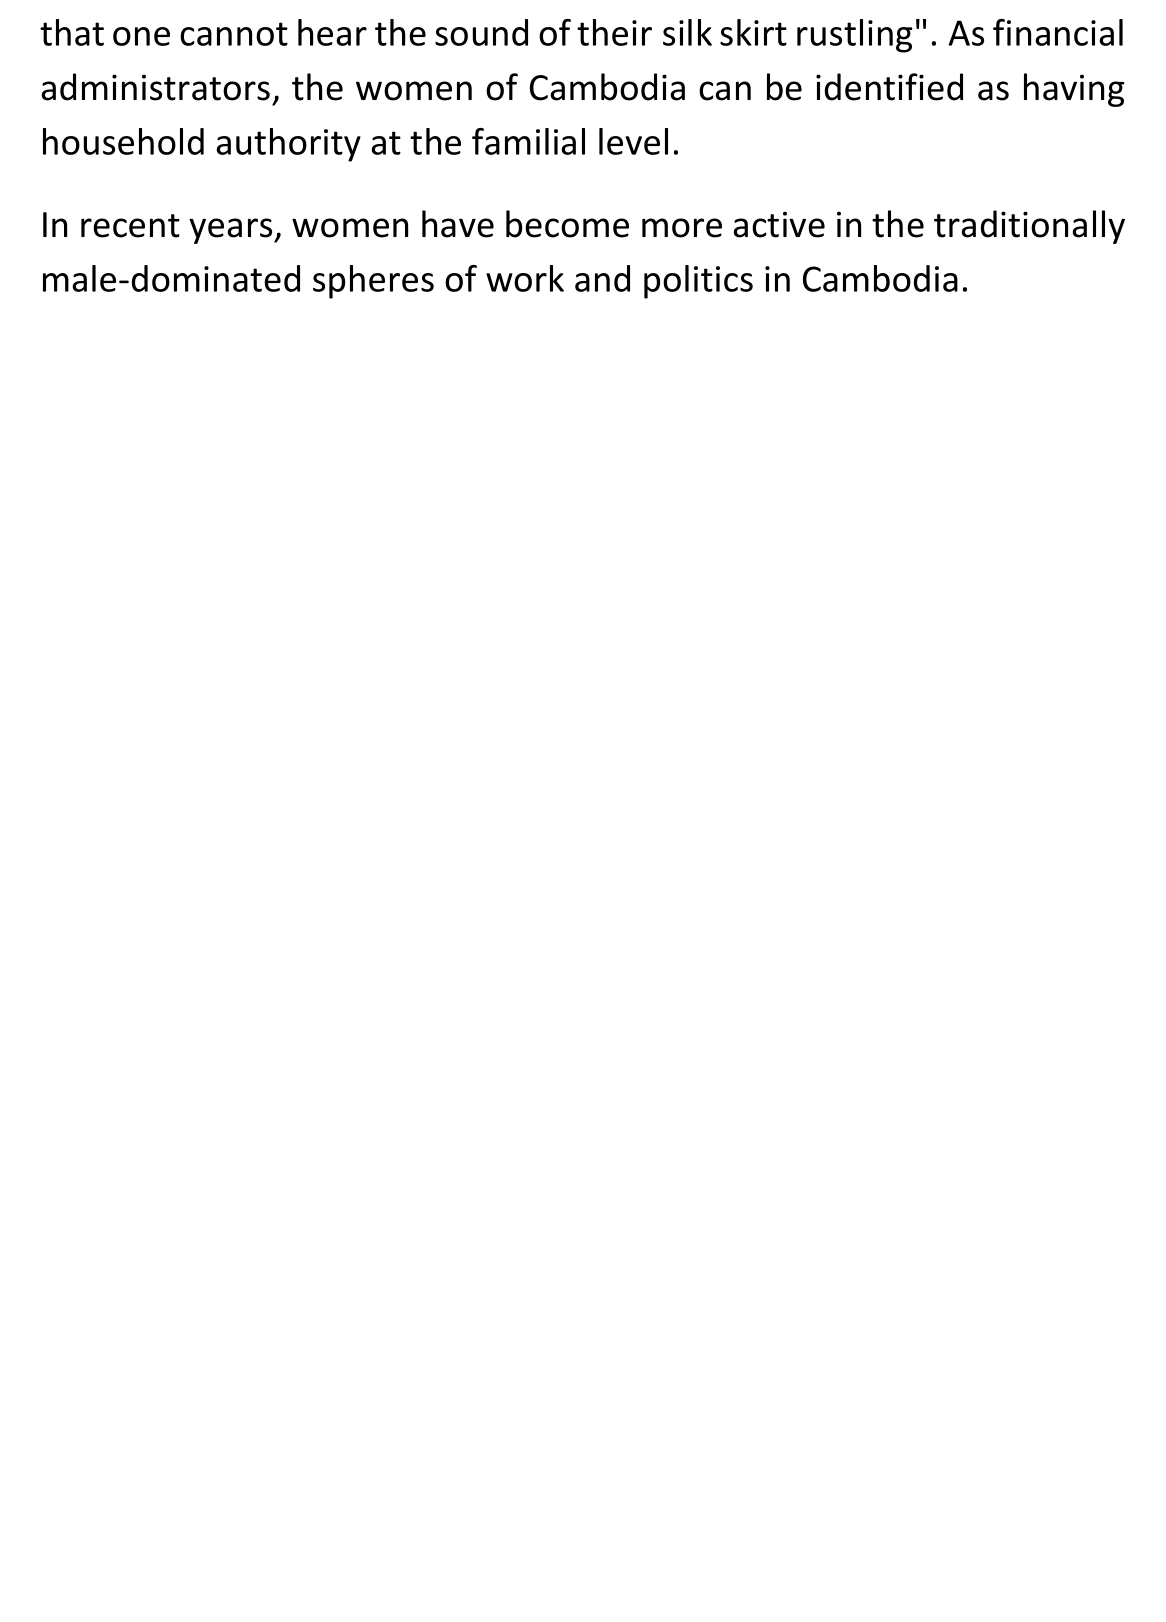 that one cannot hear the sound of their silk skirt rustling". As financial
administrators, the women of Cambodia can be identified as having
household authority at the familial level.
In recent years, women have become more active in the traditionally
male-dominated spheres of work and politics in Cambodia.